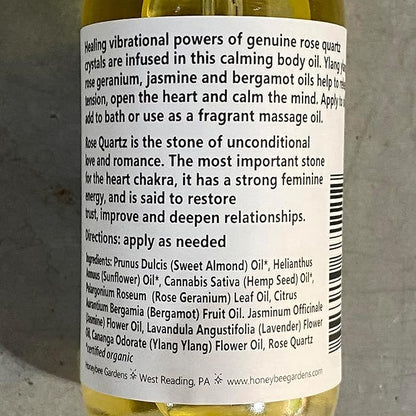 Healing vibrational powers of genuine rose quartz
crystals are infused in this calming body oil. Ylang
rose geranium, jasmine and bergamot oils help to
tension, open the heart and calm the mind. Apply to
add to bath or use as a fragrant massage oil.
Rose Quartz is the stone of unconditional
love and romance. The most important stone
for the heart chakra, it has a strong feminine
energy, and is said to restore
trust, improve and deepen relationships.
Directions: apply as needed
Ingredients: Prunus Dulcis (Sweet Almond) Oil*, Helianthus
Annuus (Sunflower) Oil*, Cannabis Sativa (Hemp Seed) Oil*,
Pelargonium Roseum (Rose Geranium) Leaf Oil, Citrus
Aurantium Bergamia (Bergamot) Fruit Oil. Jasminum Officinale
(Jasmine) Flower Oil, Lavandula Angustifolia (Lavender) Flower
Oil, Cananga Odorate (Ylang Ylang) Flower Oil, Rose Quartz
*certified organic
Honeybee Gardens West Reading, PA www.honeybeegardens.com